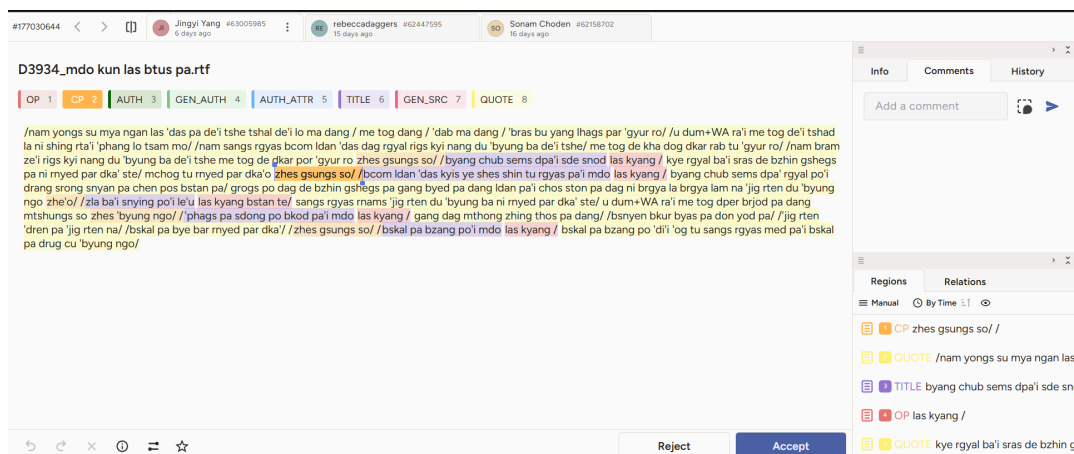 #177030644
JI Jingyi Yang #63005985
6 days ago
RE rebeccadaggers #62447595
15 days ago
SO Sonam Choden #62158702
16 days ago
D3934_mdo kun las btus pa.rtf
OP 1 CP 2 AUTH 3 GEN_AUTH 4 AUTH_ATTR 5 TITLE 6 GEN_SRC 7 QUOTE 8
/nam yongs su mya ngan las 'das pa de'i tshe tshal de'i lo ma dang / me tog dang / 'dab ma dang / 'bras bu yang lhags par 'gyur ro/ /u dum+WA ra'i me tog de'i tshad
la ni shing rta'i 'phang lo tsam mo/ /nam sangs rgyas bcom ldan 'das dag rgyal rigs kyi nang du 'byung ba de'i tshe/ me tog de kha dog dkar rab tu 'gyur ro/ /nam bram
ze'i rigs kyi nang du 'byung ba de'i tshe me tog de dkar por 'gyur ro zhes gsungs so/ /byang chub sems dpa'i sde snod las kyang / kye rgyal ba'i sras de bzhin gshegs
pa ni rnyed par dka' ste/ mchog tu rnyed par dka'o zhes gsungs so/ /bcom ldan 'das kyis ye shes shin tu rgyas pa'i mdo las kyang / byang chub sems dpa' rgyal po'i
drang srong snyan pa chen pos bstan pa/ grogs po dag de bzhin gshegs pa gang byed pa dang ldan pa'i chos ston pa dag ni brgya la brgya lam na 'jig rten du 'byung
ngo zhe'o/ /zla ba'i snying po'i le'u las kyang bstan te/ sangs rgyas rnams 'jig rten du 'byung ba ni rnyed par dka' ste/ u dum+WA ra'i me tog dper brjod pa dang
mtshungs so zhes 'byung ngo/ /'phags pa sdong po bkod pa'i mdo las kyang / gang dag mthong zhing thos pa dang/ /bsnyen bkur byas pa don yod pa/ /'jig rten
'dren pa 'jig rten na/ /bskal pa bye bar rnyed par dka'/ /zhes gsungs so/ /bskal pa bzang po'i mdo las kyang / bskal pa bzang po 'di'i 'og tu sangs rgyas med pa'i bskal
pa drug cu 'byung ngo/
Reject Accept
Info Comments History
Add a comment
Regions Relations
Manual By Time
1 CP zhes gsungs so/ /
QUOTE /nam yongs su mya ngan las
3 TITLE byang chub sems dpa'i sde sn
4 OP las kyang /
QUOTE kye rgyal ba'i sras de bzhin g